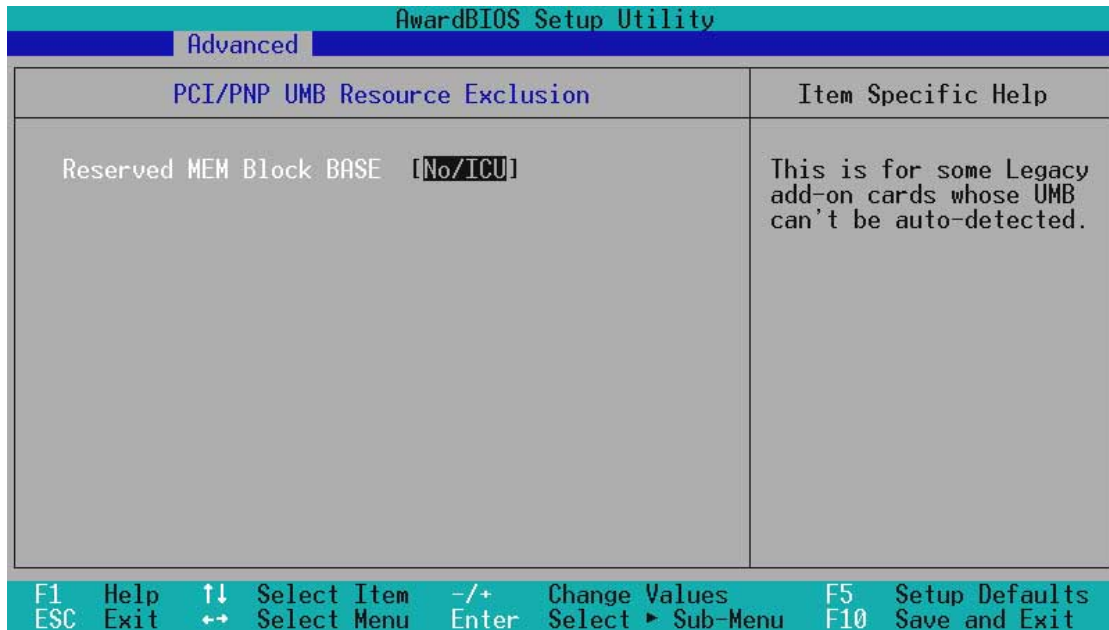 AwardBIOS Setup Utility
Advanced
PCI/PNP UMB Resource Exclusion
Item Specific Help
Reserved MEM Block BASE [No/ICU]
This is for some Legacy
add-on cards whose UMB
can't be auto-detected.
F1 Help ↑↓ Select Item -/+ Change Values F5 Setup Defaults
ESC Exit ←→ Select Menu Enter Select ► Sub-Menu F10 Save and Exit